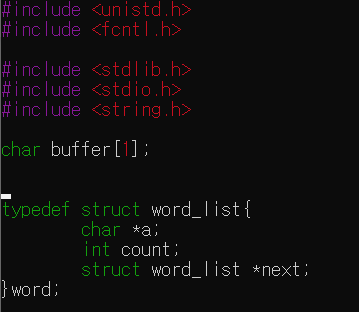 #include <unistd.h>
#include <fcntl.h>
#include <stdlib.h>
#include <stdio.h>
#include <string.h>
char buffer[1];
typedef struct word_list{
        char *a;
        int count;
        struct word_list *next;
}word;